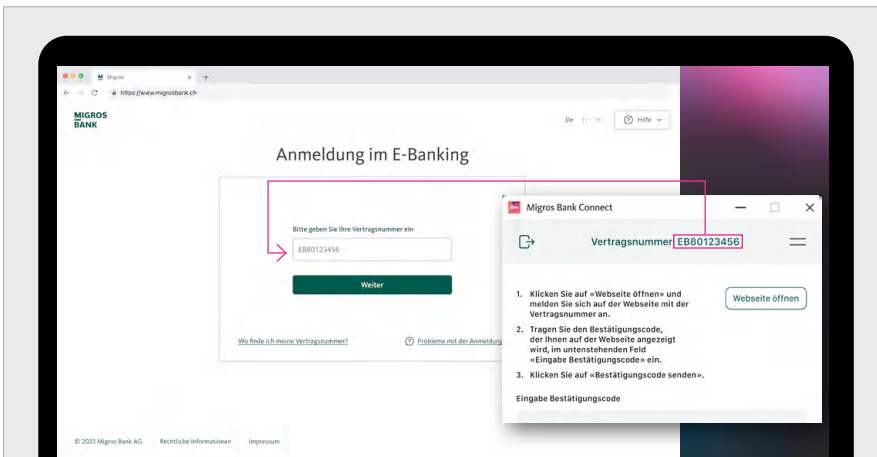 Migros
https://www.migrosbank.ch
MIGROS
BANK
De
Hilfe
Anmeldung im E-Banking
Bitte geben Sie Ihre Vertragsnummer ein
EB80123456
Weiter
Wo finde ich meine Vertragsnummer?
Probleme mit der Anmeldung
© 2023 Migros Bank AG Rechtliche Informationen Impressum
Migros Bank Connect
Vertragsnummer EB80123456
1. Klicken Sie auf «Webseite öffnen» und
melden Sie sich auf der Webseite mit der
Vertragsnummer an.
2. Tragen Sie den Bestätigungscode,
der Ihnen auf der Webseite angezeigt
wird, im untenstehenden Feld
«Eingabe Bestätigungscode» ein.
3. Klicken Sie auf «Bestätigungscode senden».
Webseite öffnen
Eingabe Bestätigungscode